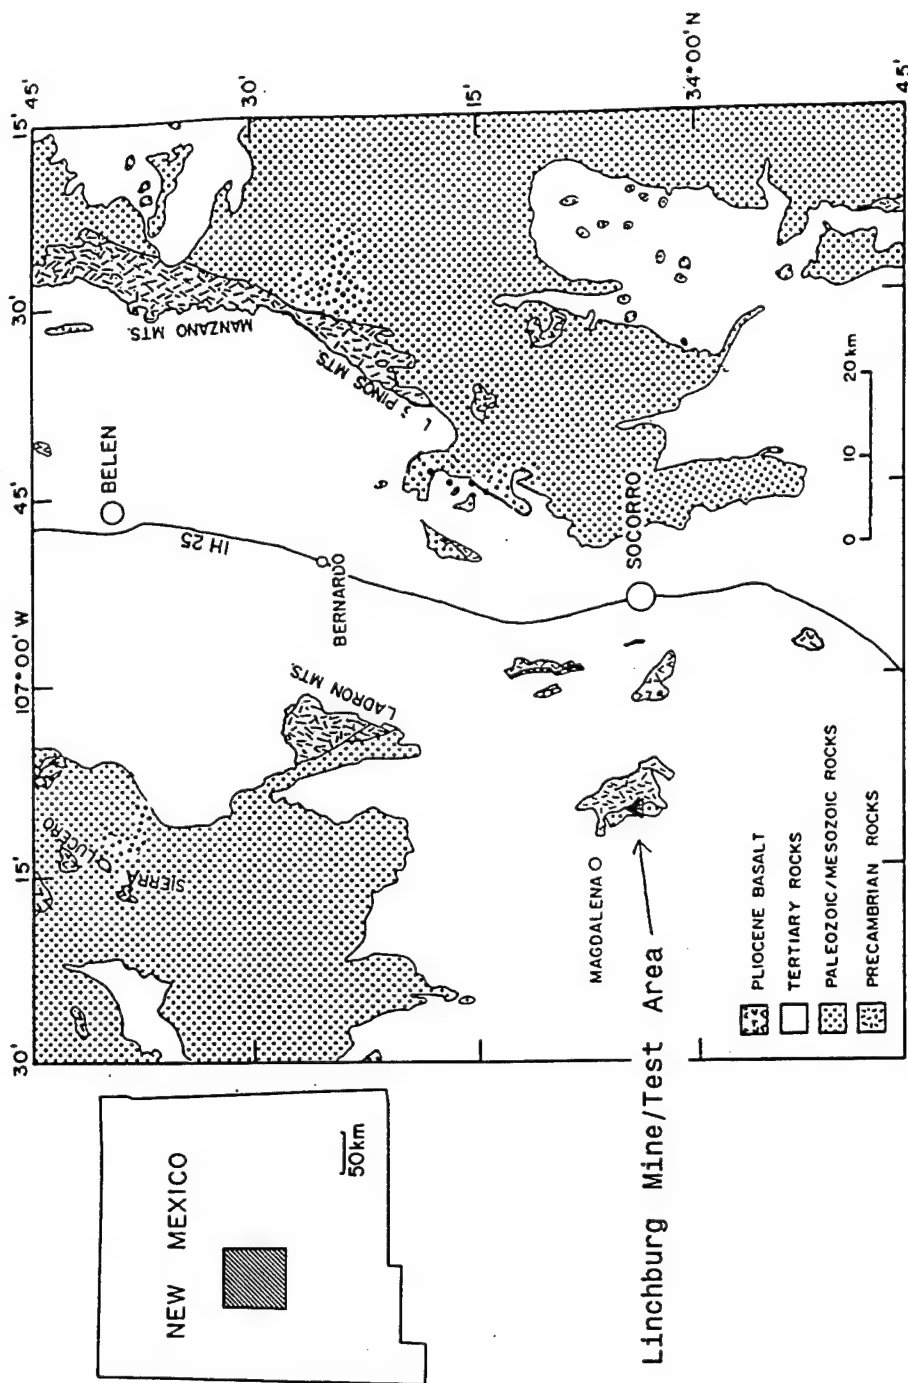 NEW MEXICO
50km
30'
15'
107°00' W
45'
30'
15'
45'
30'
15'
34°00' N
45'
SIERRA
LUCERO
LADRON MTS.
BERNARDO
IH 25
BELEN
MANZANO MTS.
PINOS MTS.
MAGDALENA
SOCORRO
Linchburg Mine/Test Area
PLIOCENE BASALT
TERTIARY ROCKS
PALEOZOIC/MESOZOIC ROCKS
PRECAMBRIAN ROCKS
0 10 20 km